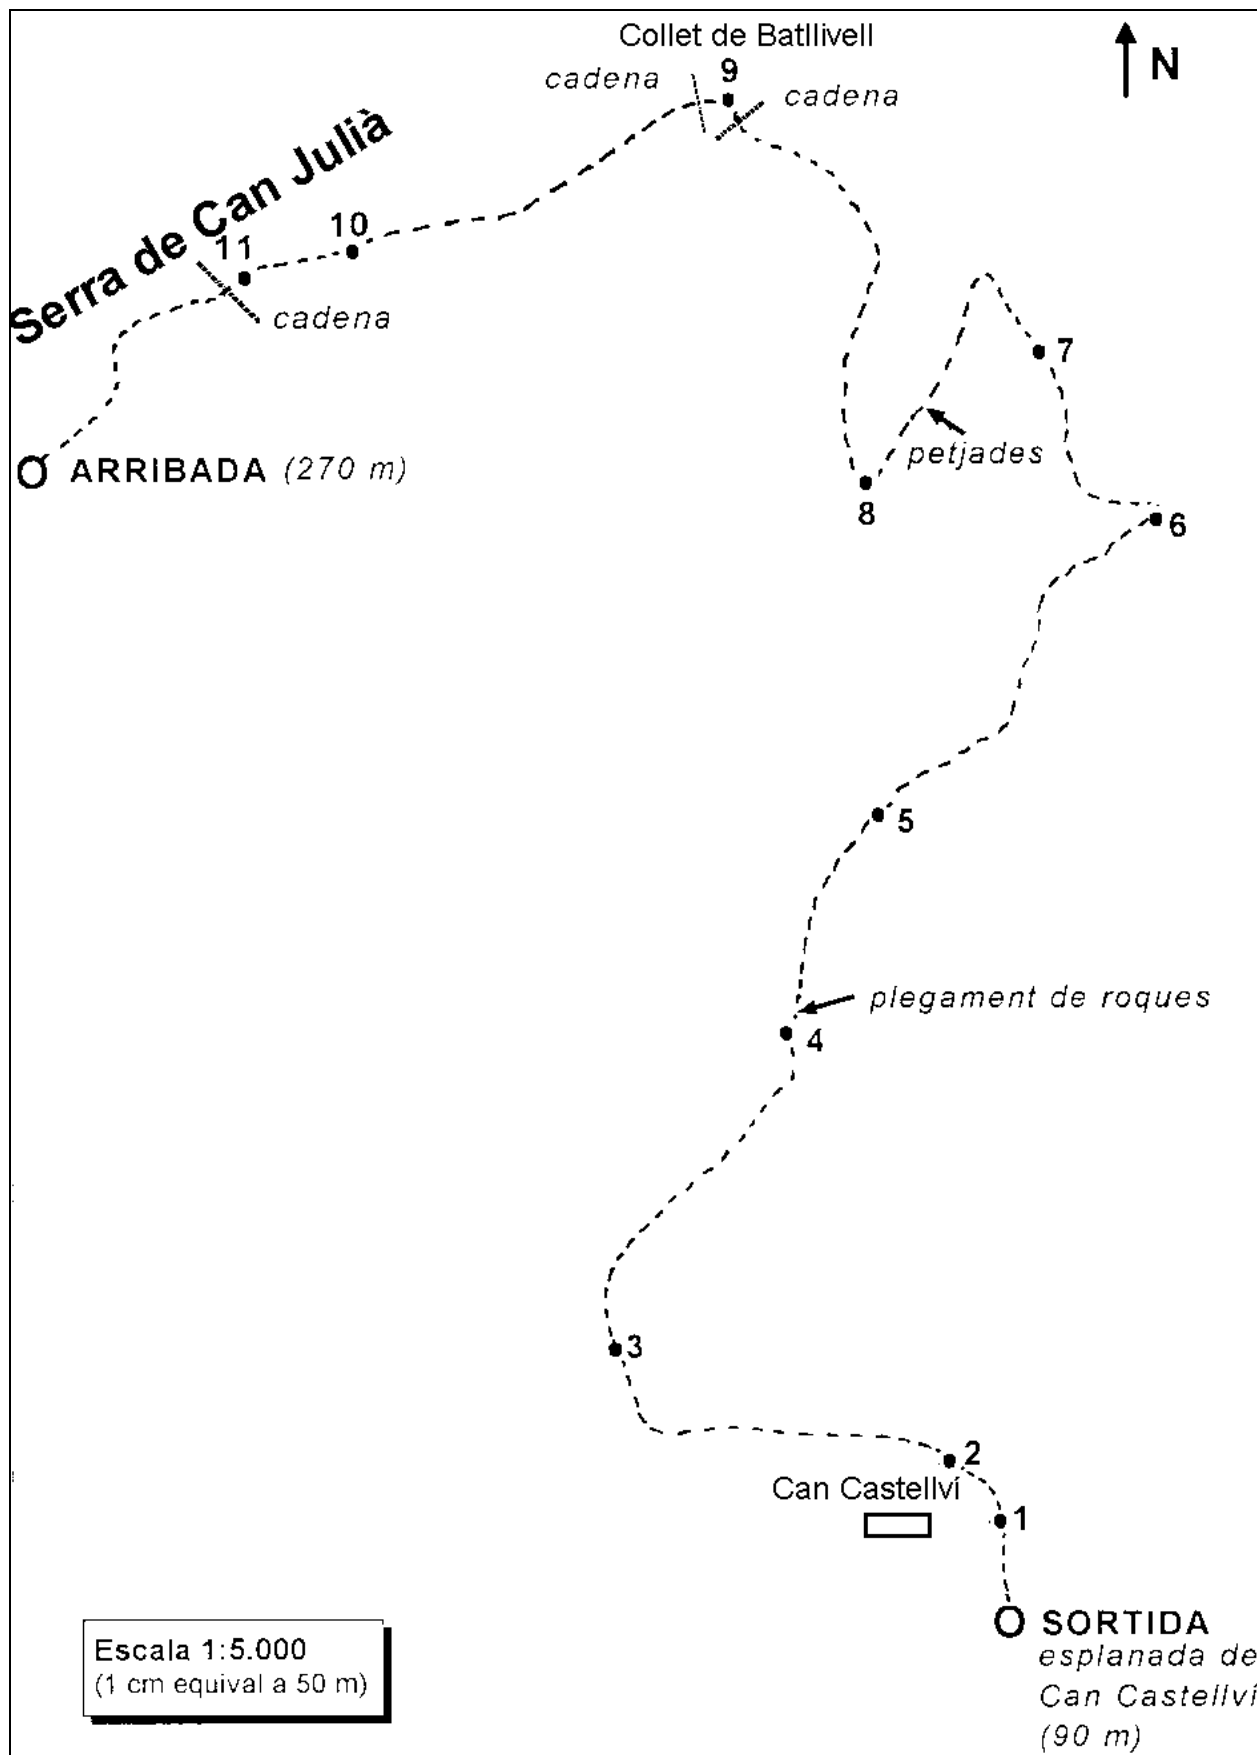 Collet de Batllivell
N
9
cadena
cadena
Serra de Can Julià
10
11
cadena
7
petjades
ARRIBADA (270 m)
8
6
5
plegament de roques
4
3
2
Can Castellví
1
SORTIDA
esplanada de
Can Castellví
(90 m)
Escala 1:5.000
(1 cm equival a 50 m)